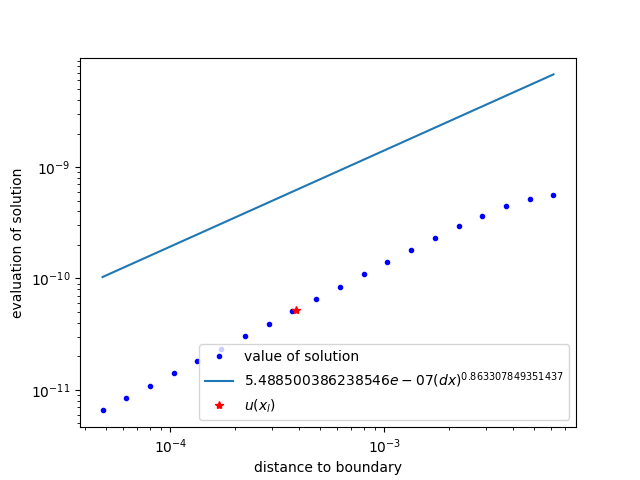 evaluation of solution
10⁻⁹
10⁻¹⁰
10⁻¹¹
value of solution
5.488500386238546e − 07(dx)^0.863307849351437
u(x_l)
10⁻⁴ 10⁻³
distance to boundary